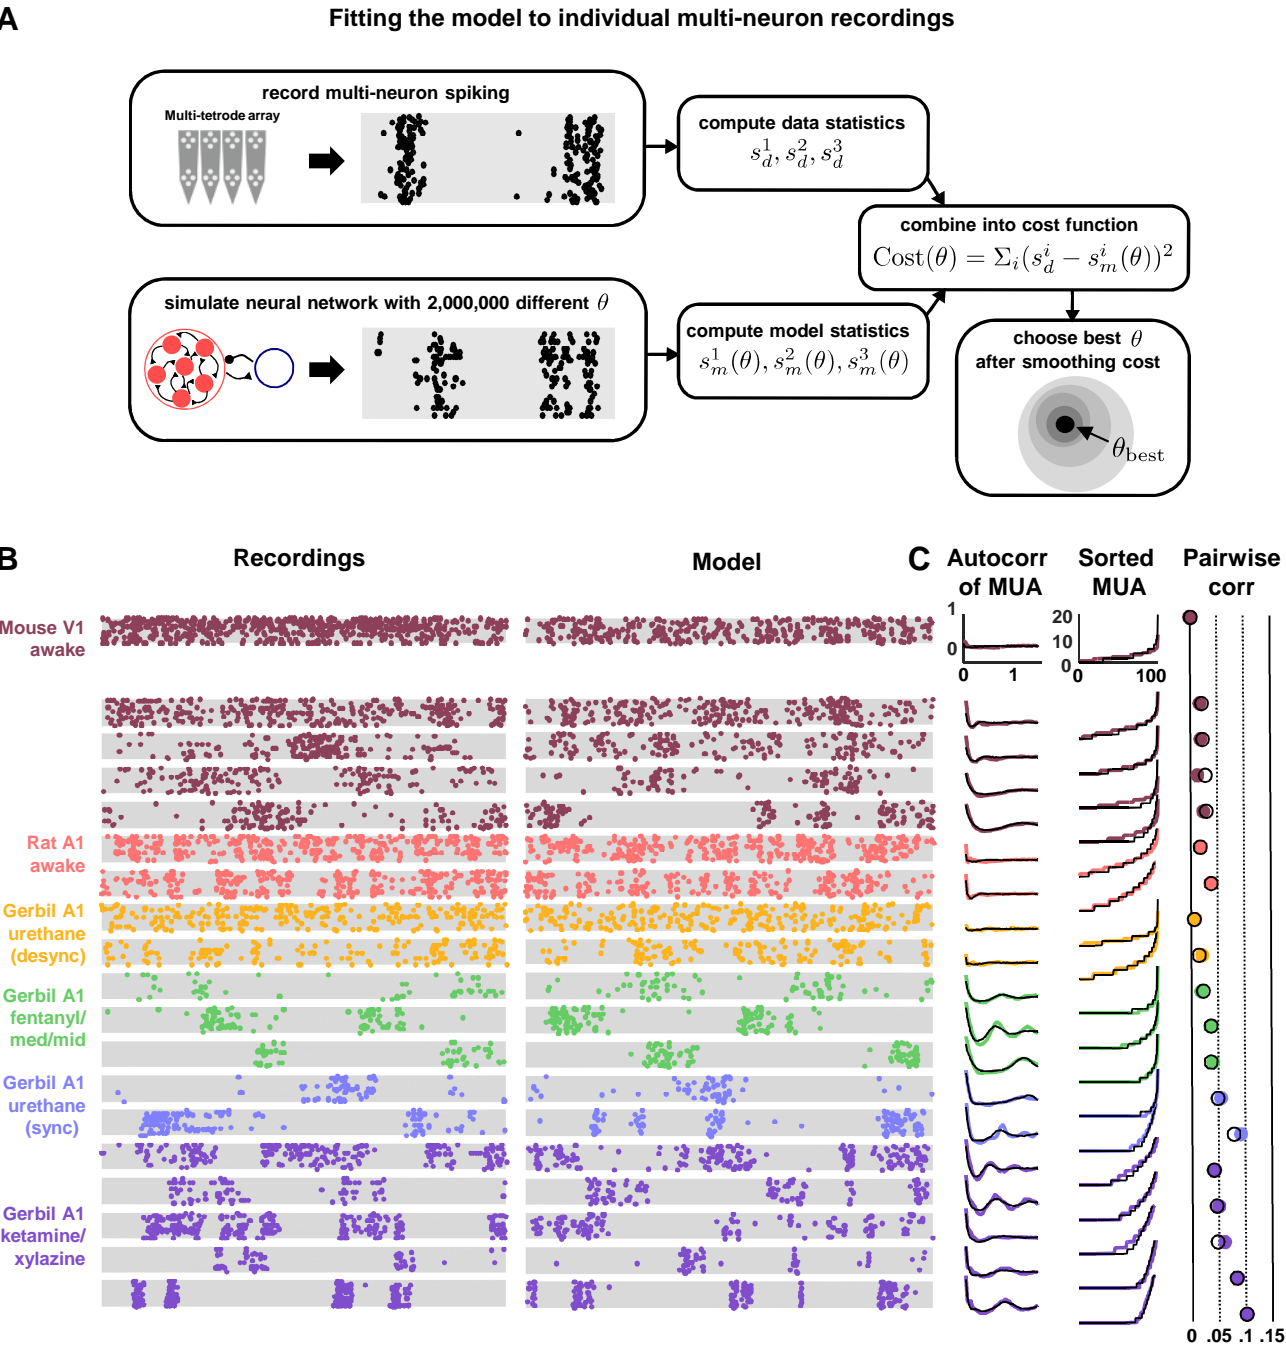 A
Fitting the model to individual multi-neuron recordings
record multi-neuron spiking
Multi-tetrode array
compute data statistics
s_d^1, s_d^2, s_d^3
combine into cost function
Cost(θ) = Σ_i(s_d^i − s_m^i(θ))^2
simulate neural network with 2,000,000 different θ
compute model statistics
s_m^1(θ), s_m^2(θ), s_m^3(θ)
choose best θ
after smoothing cost
θ_best
B
Recordings
Model
C
Autocorr
of MUA
Sorted
MUA
Pairwise
corr
Mouse V1
awake
1
0
0 1
20
10
0
0 100
Rat A1
awake
Gerbil A1
urethane
(desync)
Gerbil A1
fentanyl/
med/mid
Gerbil A1
urethane
(sync)
Gerbil A1
ketamine/
xylazine
0 .05 .1 .15